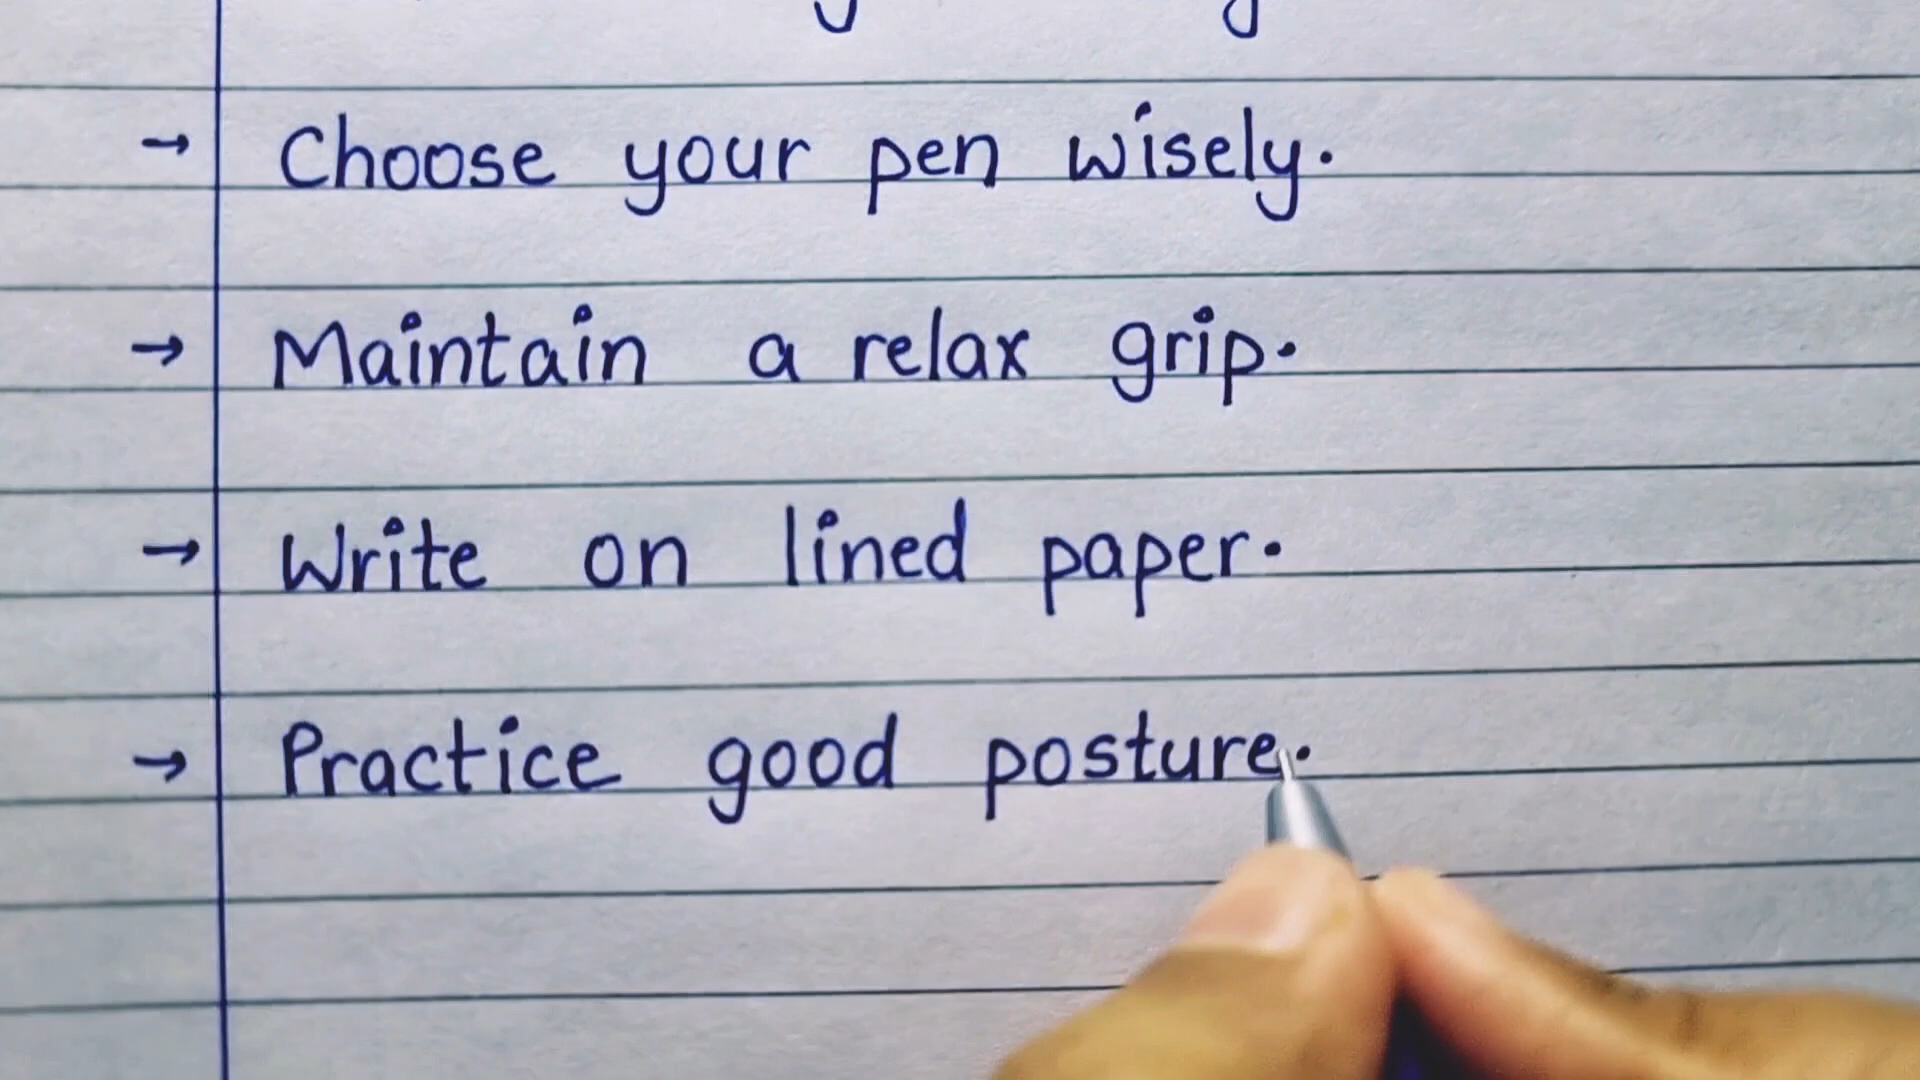 → Choose your pen wisely.
→ Maintain a relax grip.
→ Write on lined paper.
→ Practice good posture.